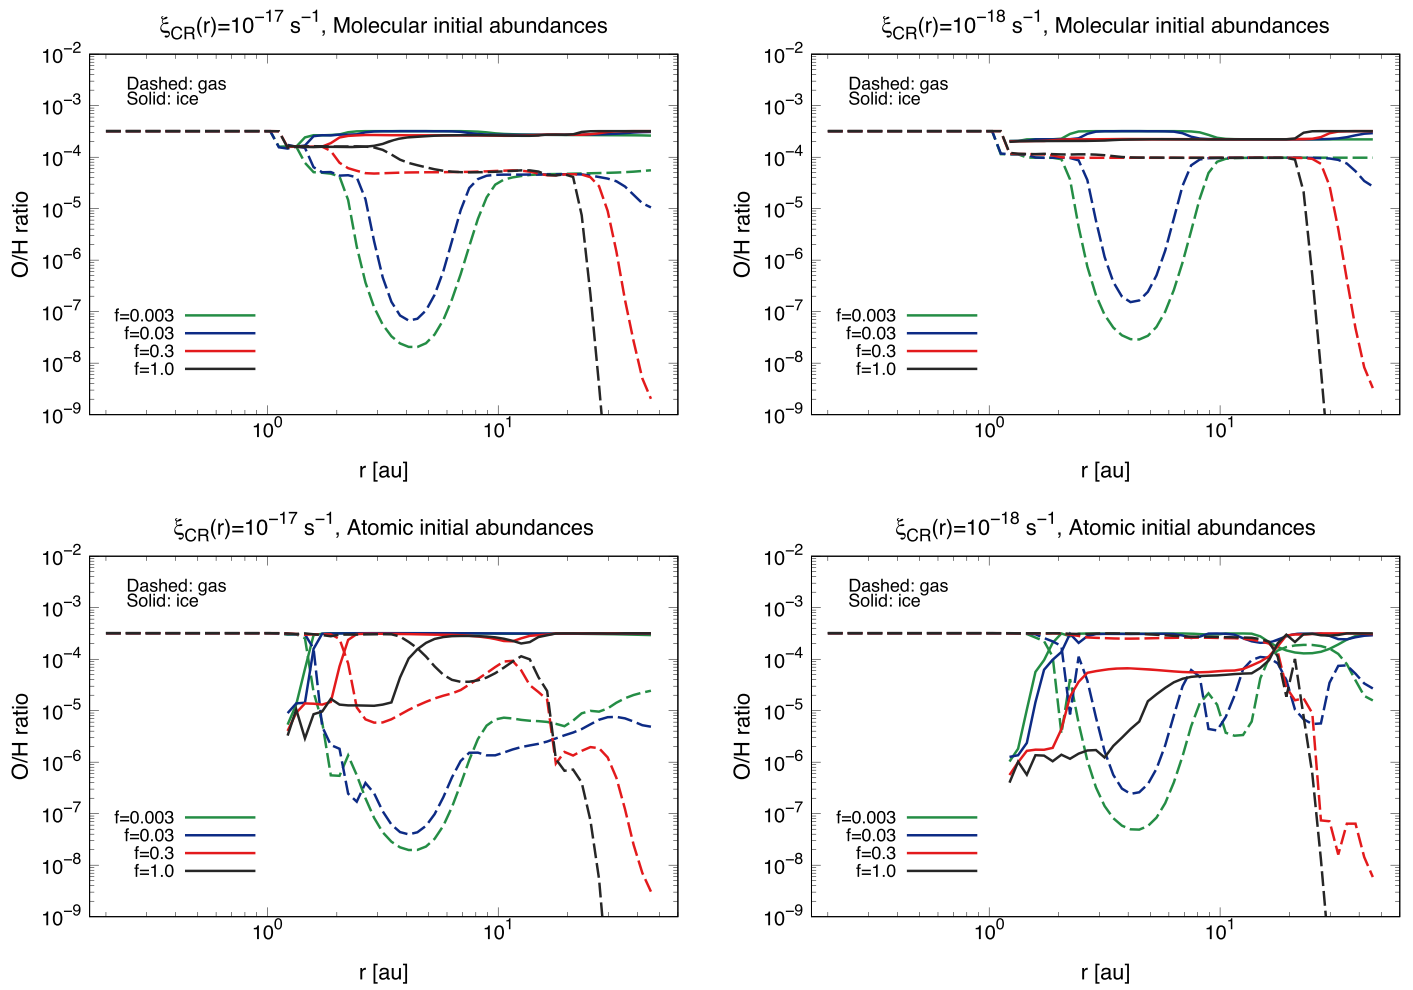 ξCR(r)=10−17 s−1, Molecular initial abundances
10−2
10−3
10−4
10−5
10−6
10−7
10−8
10−9
O/H ratio
Dashed: gas
Solid: ice
f=0.003
f=0.03
f=0.3
f=1.0
100
101
r [au]
ξCR(r)=10−18 s−1, Molecular initial abundances
10−2
10−3
10−4
10−5
10−6
10−7
10−8
10−9
O/H ratio
Dashed: gas
Solid: ice
f=0.003
f=0.03
f=0.3
f=1.0
100
101
r [au]
ξCR(r)=10−17 s−1, Atomic initial abundances
10−2
10−3
10−4
10−5
10−6
10−7
10−8
10−9
O/H ratio
Dashed: gas
Solid: ice
f=0.003
f=0.03
f=0.3
f=1.0
100
101
r [au]
ξCR(r)=10−18 s−1, Atomic initial abundances
10−2
10−3
10−4
10−5
10−6
10−7
10−8
10−9
O/H ratio
Dashed: gas
Solid: ice
f=0.003
f=0.03
f=0.3
f=1.0
100
101
r [au]